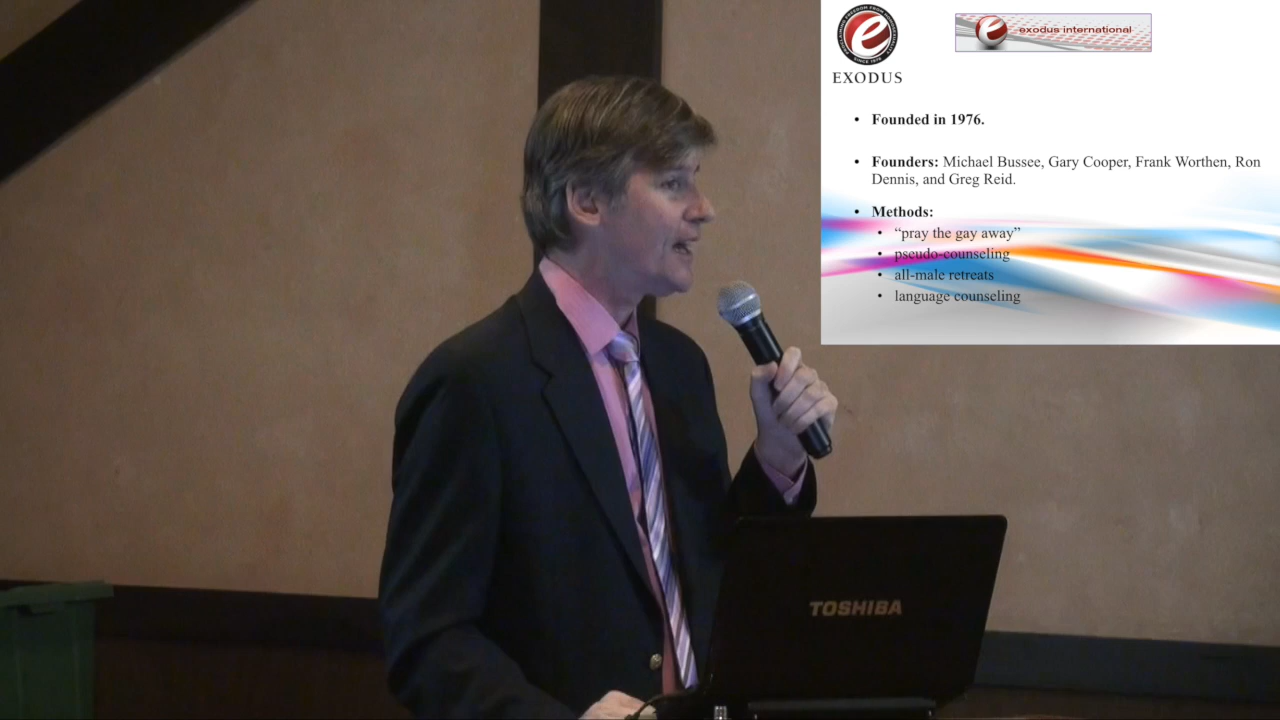 EXODUS
exodus international
• Founded in 1976.
• Founders: Michael Bussee, Gary Cooper, Frank Worthen, Ron
Dennis, and Greg Reid.
• Methods:
• “pray the gay away”
• pseudo-counseling
• all-male retreats
• language counseling
TOSHIBA